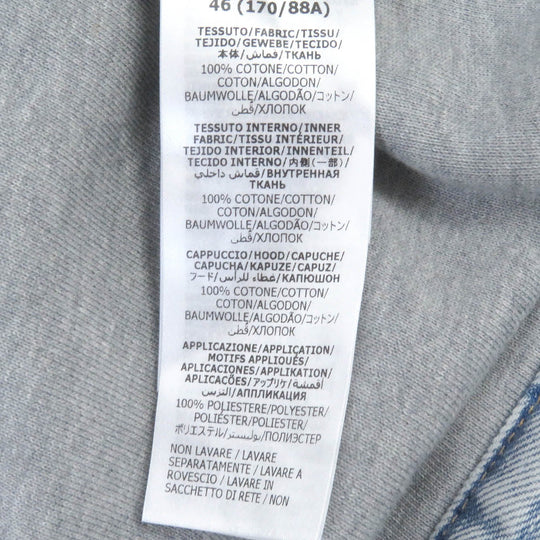 46 (170/88A)
TESSUTO/FABRIC/TISSU/
TEJIDO/GEWEBE/TECIDO/
本体/قماش/ТКАНЬ
100% COTONE/COTTON/
COTON/ALGODON/
BAUMWOLLE/ALGODÃO/コットン/
قطن/ХЛОПОК
TESSUTO INTERNO/INNER
FABRIC/TISSU INTÉRIEUR/
TEJIDO INTERIOR/INNENTEIL/
TECIDO INTERNO/内側(一部)/
قماش داخلي/ВНУТРЕННАЯ
ТКАНЬ
100% COTONE/COTTON/
COTON/ALGODON/
BAUMWOLLE/ALGODÃO/コットン/
قطن/ХЛОПОК
CAPPUCCIO/HOOD/CAPUCHE/
CAPUCHA/KAPUZE/CAPUZ/
フード/غطاء للرأس/КАПЮШОН
100% COTONE/COTTON/
COTON/ALGODON/
BAUMWOLLE/ALGODÃO/コットン/
قطن/ХЛОПОК
APPLICAZIONE/APPLICATION/
MOTIFS APPLIQUÉS/
APLICACIONES/APPLIKATION/
APLICACÕES/アップリケ/أقمشة
التزيين/АППЛИКАЦИЯ
100% POLIESTERE/POLYESTER/
POLIÉSTER/POLIESTER/
ポリエステル/بوليستر/ПОЛИЭСТЕР
NON LAVARE / LAVARE
SEPARATAMENTE / LAVARE A
ROVESCIO / LAVARE IN
SACCHETTO DI RETE / NON